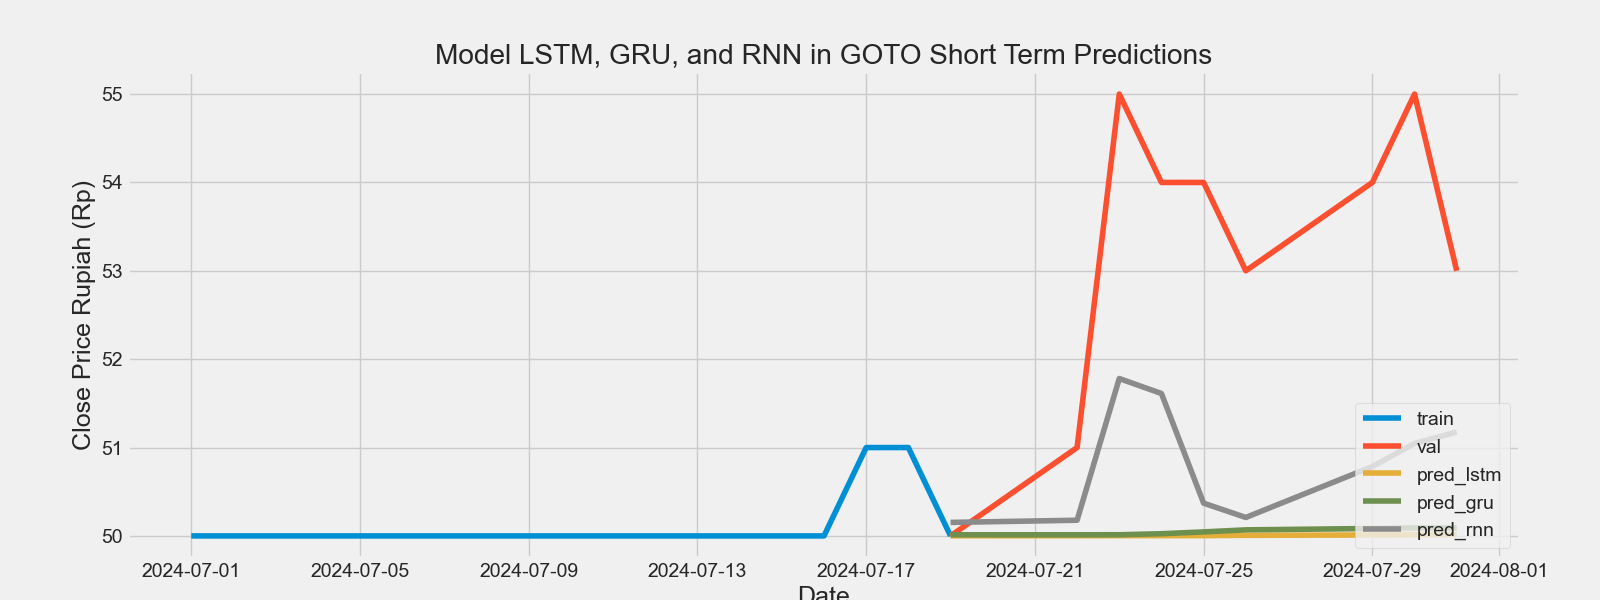 Model LSTM, GRU, and RNN in GOTO Short Term Predictions
Close Price Rupiah (Rp)
55
54
53
52
51
50
train
val
pred_lstm
pred_gru
pred_rnn
2024-07-01 2024-07-05 2024-07-09 2024-07-13 2024-07-17 2024-07-21 2024-07-25 2024-07-29 2024-08-01
Date